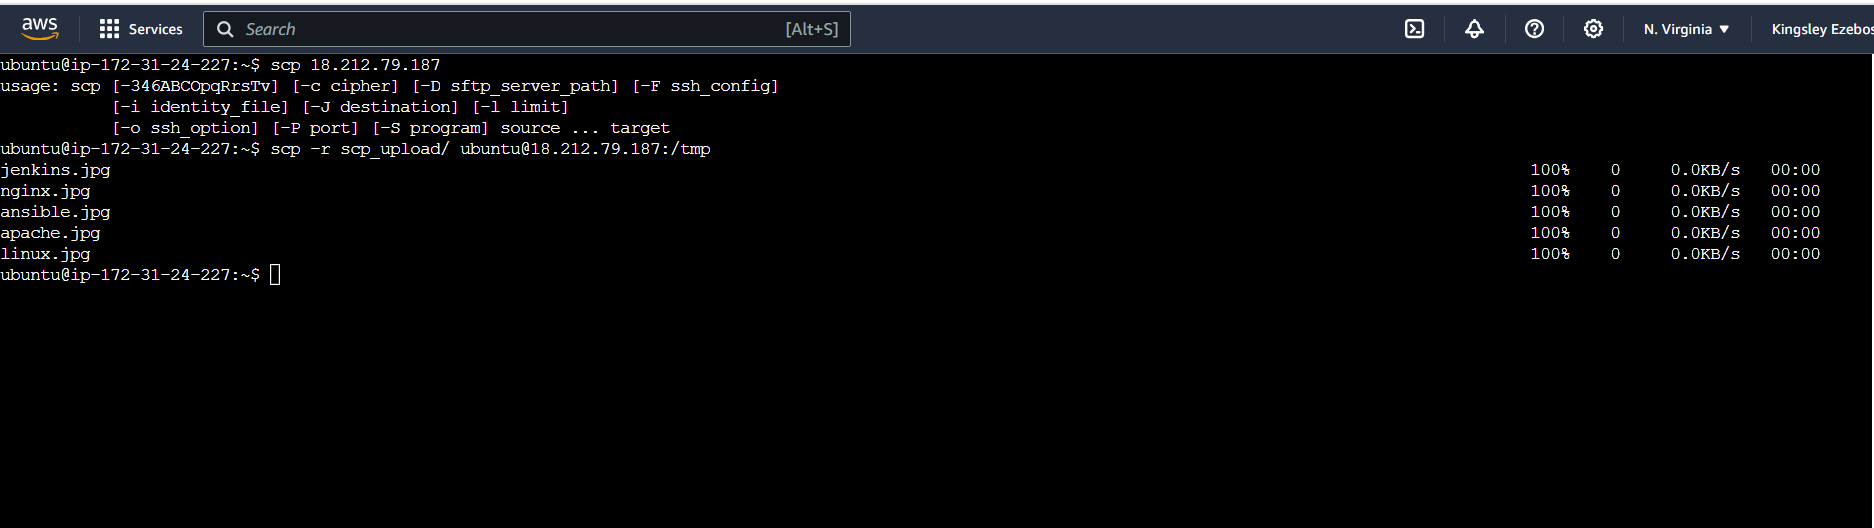 aws Services Search [Alt+S] N. Virginia Kingsley Ezebos
ubuntu@ip-172-31-24-227:~$ scp 18.212.79.187
usage: scp [-346ABCOpqRrsTv] [-c cipher] [-D sftp_server_path] [-F ssh_config]
           [-i identity_file] [-J destination] [-l limit]
           [-o ssh_option] [-P port] [-S program] source ... target
ubuntu@ip-172-31-24-227:~$ scp -r scp_upload/ ubuntu@18.212.79.187:/tmp
jenkins.jpg 100% 0 0.0KB/s 00:00
nginx.jpg 100% 0 0.0KB/s 00:00
ansible.jpg 100% 0 0.0KB/s 00:00
apache.jpg 100% 0 0.0KB/s 00:00
linux.jpg 100% 0 0.0KB/s 00:00
ubuntu@ip-172-31-24-227:~$